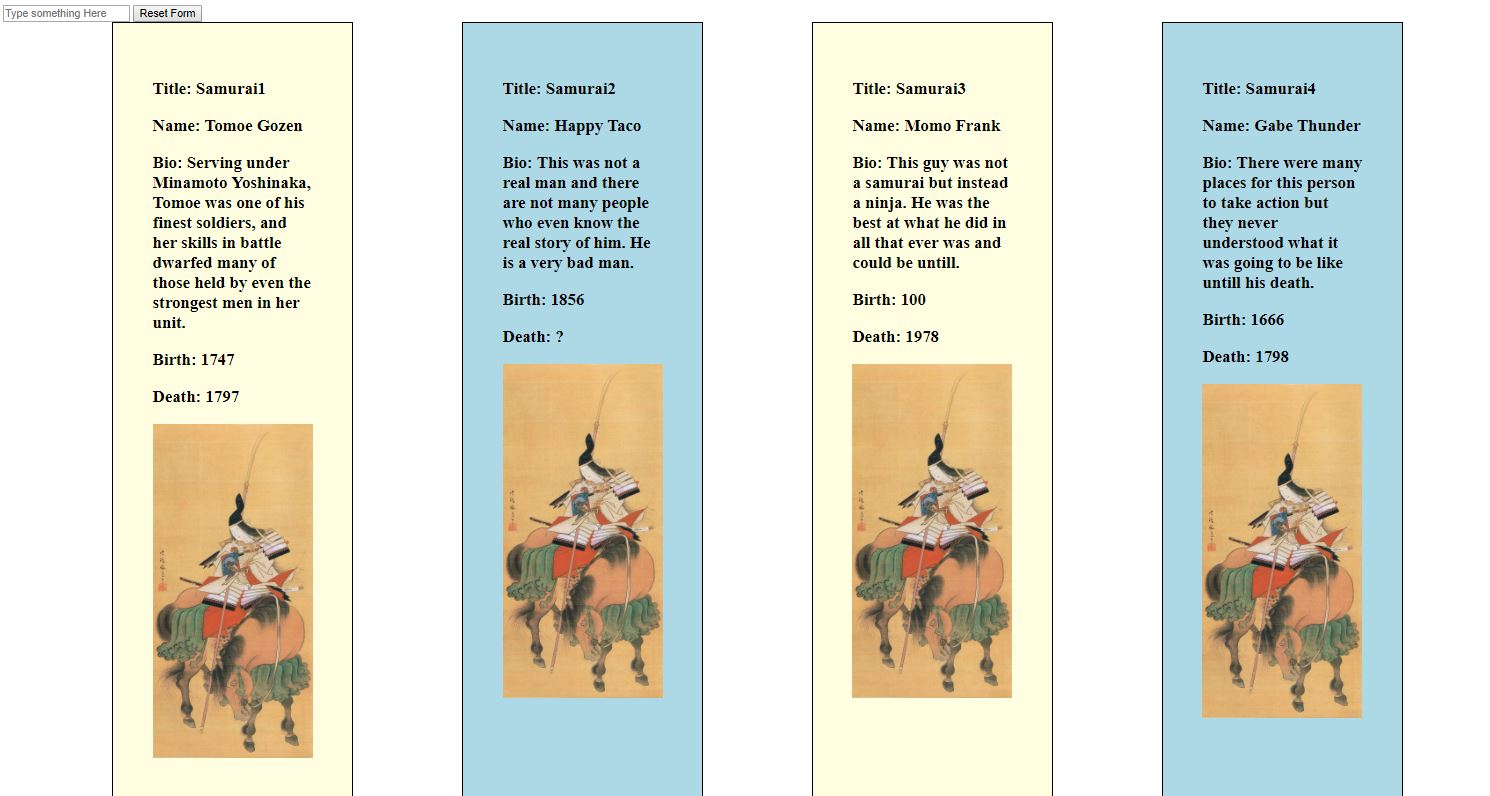 Type something Here Reset Form
Title: Samurai1
Name: Tomoe Gozen
Bio: Serving under
Minamoto Yoshinaka,
Tomoe was one of his
finest soldiers, and
her skills in battle
dwarfed many of
those held by even the
strongest men in her
unit.
Birth: 1747
Death: 1797
Title: Samurai2
Name: Happy Taco
Bio: This was not a
real man and there
are not many people
who even know the
real story of him. He
is a very bad man.
Birth: 1856
Death: ?
Title: Samurai3
Name: Momo Frank
Bio: This guy was not
a samurai but instead
a ninja. He was the
best at what he did in
all that ever was and
could be untill.
Birth: 100
Death: 1978
Title: Samurai4
Name: Gabe Thunder
Bio: There were many
places for this person
to take action but
they never
understood what it
was going to be like
untill his death.
Birth: 1666
Death: 1798